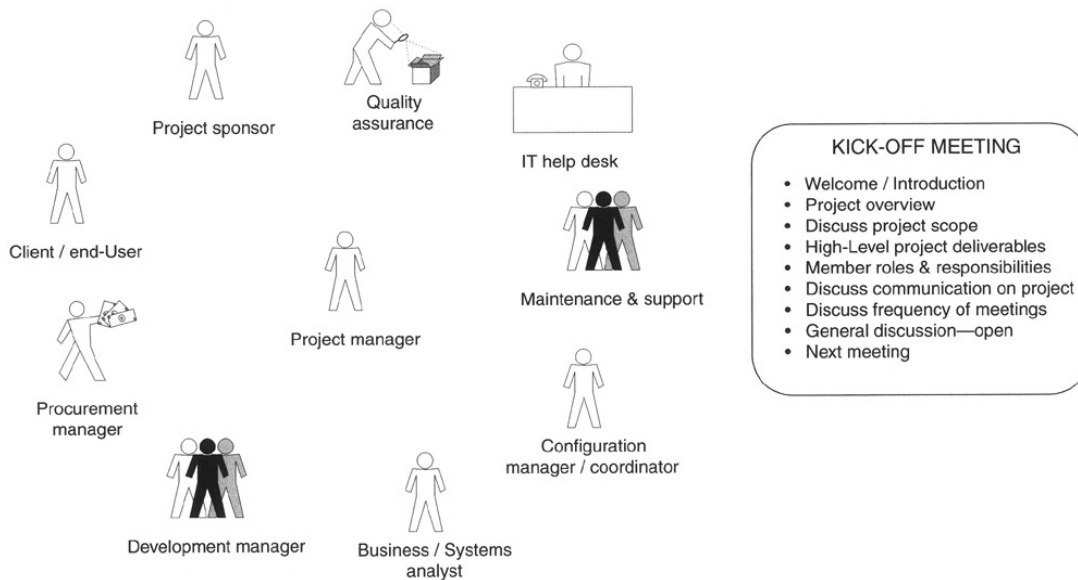 Project sponsor
Quality
assurance
IT help desk
Client / end-User
Project manager
Maintenance & support
Procurement
manager
Configuration
manager / coordinator
Development manager
Business / Systems
analyst
KICK-OFF MEETING
• Welcome / Introduction
• Project overview
• Discuss project scope
• High-Level project deliverables
• Member roles & responsibilities
• Discuss communication on project
• Discuss frequency of meetings
• General discussion—open
• Next meeting